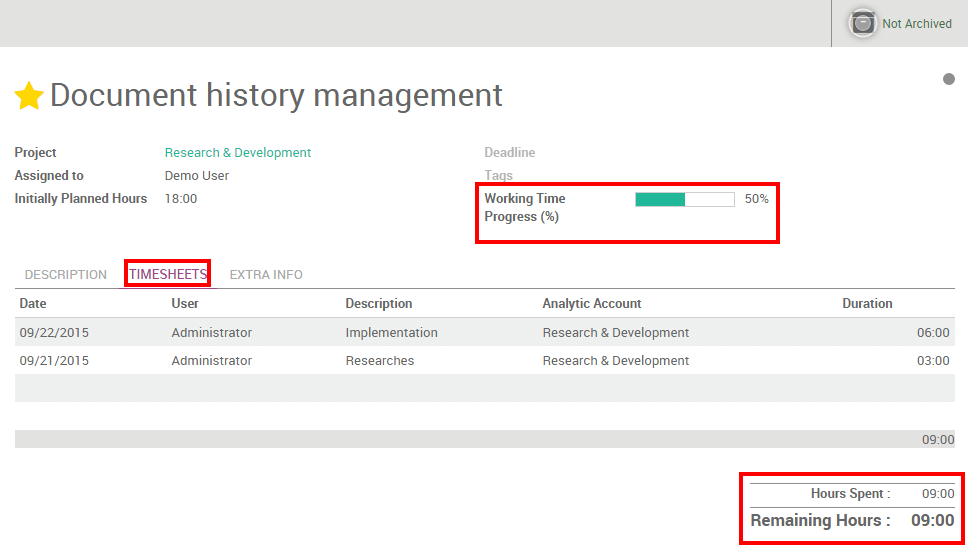 Not Archived
Document history management
Project Research & Development Deadline
Assigned to Demo User Tags
Initially Planned Hours 18:00 Working Time 50%
Progress (%)
DESCRIPTION TIMESHEETS EXTRA INFO
Date User Description Analytic Account Duration
09/22/2015 Administrator Implementation Research & Development 06:00
09/21/2015 Administrator Researches Research & Development 03:00
09:00
Hours Spent : 09:00
Remaining Hours : 09:00